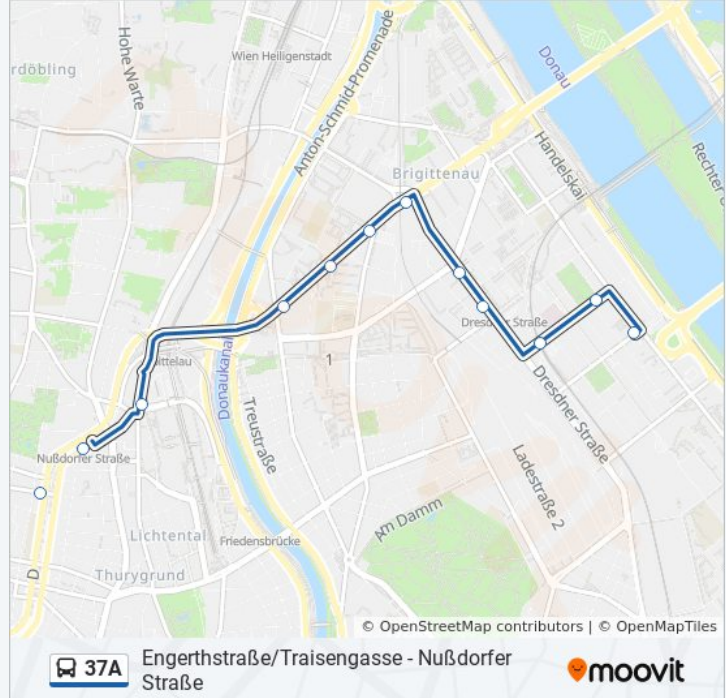 Hohe Warte
Wien Heiligenstadt
Anton-Schmid-Promenade
Donau
rdöbling
Handelskai
Brigittenau
Rechter
Dresdner Straße
ittelau
1
Donaukanal
Treustraße
Dresdner Straße
Nußdorfer Straße
Ladestraße 2
Am Damm
Lichtental
Friedensbrücke
Thurygrund
D
© OpenStreetMap contributors | © OpenMapTiles
37A
Engerthstraße/Traisengasse - Nußdorfer
Straße
moovit